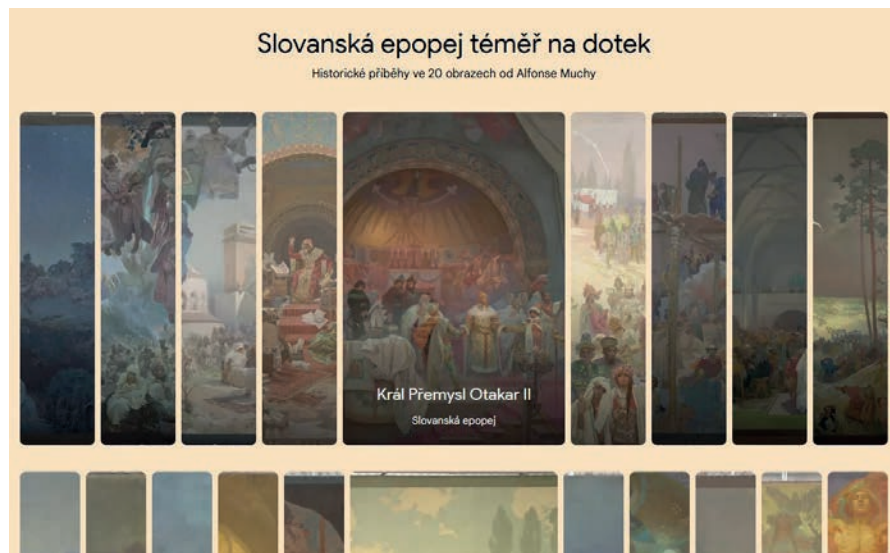 Slovanská epopej téměř na dotek
Historické příběhy ve 20 obrazech od Alfonse Muchy
Král Přemysl Otakar II
Slovanská epopej